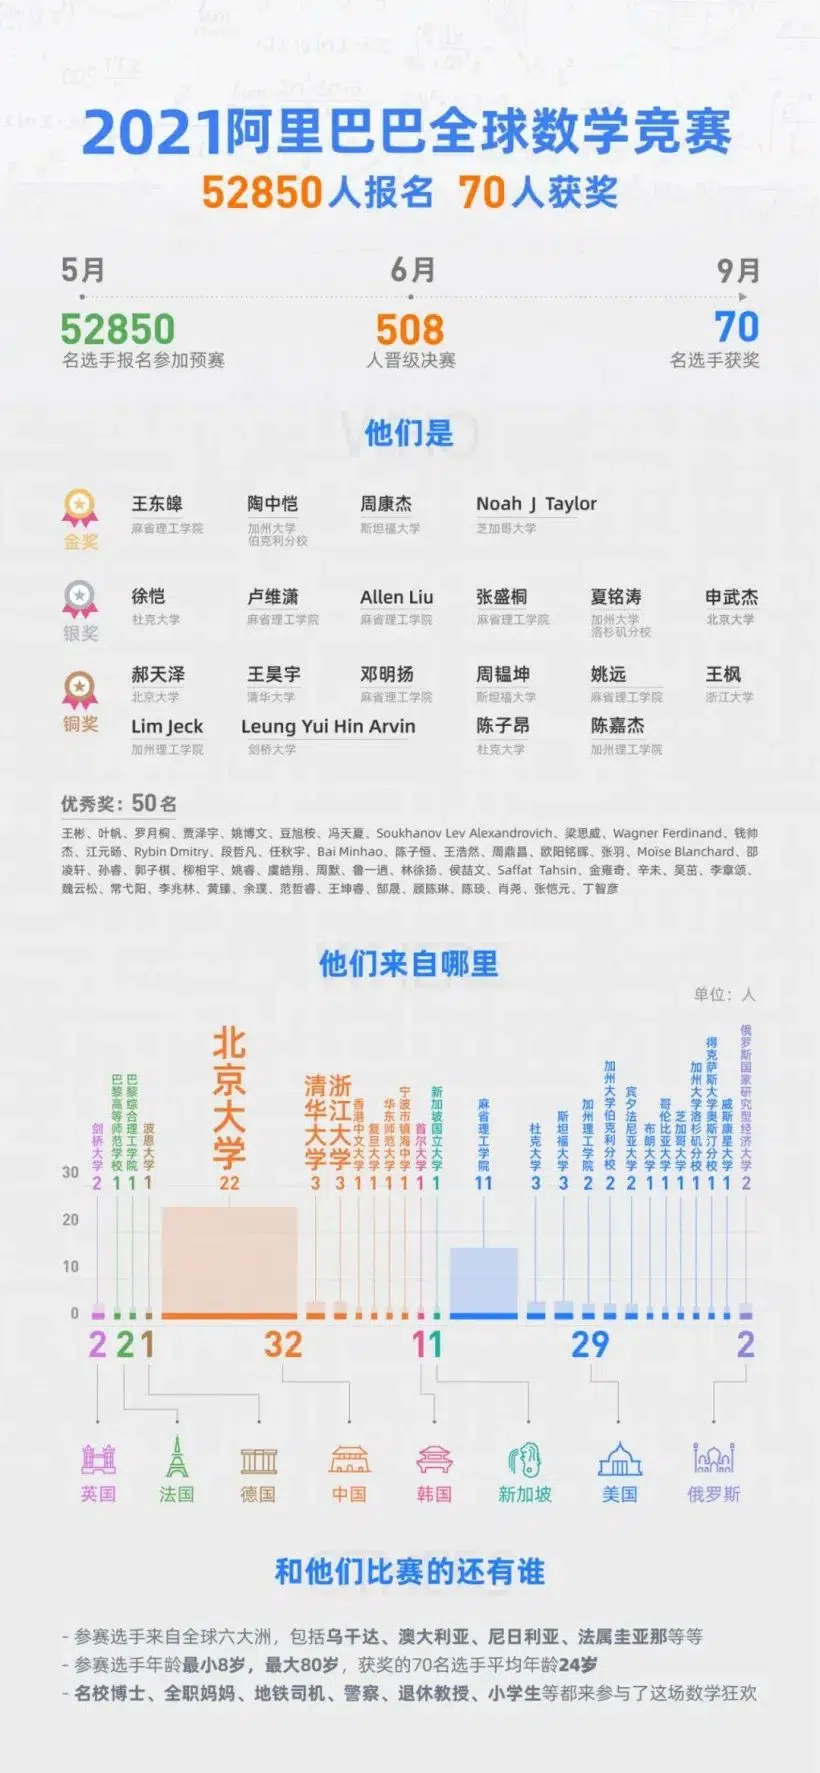 2021阿里巴巴全球数学竞赛
52850人报名 70人获奖
5月 6月 9月
52850 508 70
名选手报名参加预赛 人晋级决赛 名选手获奖
他们是
金奖
王东皞 陶中恺 周康杰 Noah J Taylor
麻省理工学院 加州大学伯克利分校 斯坦福大学 芝加哥大学
银奖
徐恺 卢维潇 Allen Liu 张盛桐 夏铭涛 申武杰
杜克大学 麻省理工学院 麻省理工学院 麻省理工学院 加州大学洛杉矶分校 北京大学
铜奖
郝天泽 王昊宇 邓明扬 周韫坤 姚远 王枫
北京大学 清华大学 麻省理工学院 斯坦福大学 麻省理工学院 浙江大学
Lim Jeck Leung Yui Hin Arvin 陈子昂 陈嘉杰
加州理工学院 剑桥大学 杜克大学 加州理工学院
优秀奖：50名
王彬、叶帆、罗月桐、贾泽宇、姚博文、豆旭桉、冯天夏、Soukhanov Lev Alexandrovich、梁思威、Wagner Ferdinand、钱帅
杰、江元旸、Rybin Dmitry、段哲凡、任秋宇、Bai Minhao、陈子恒、王浩然、周鼎昌、欧阳铭晖、张羽、Moïse Blanchard、邵
凌轩、孙睿、郭子棋、柳相宇、姚睿、虞皓翔、周默、鲁一逍、林徐扬、侯喆文、Saffat Tahsin、金雍奇、辛未、吴茁、李章颂、
魏云松、常弋阳、李兆林、黄臻、余璞、范哲睿、王坤睿、郜晟、顾陈琳、陈琰、肖尧、张恺元、丁智彦
他们来自哪里
单位：人
剑桥大学 2
巴黎高等师范学校 1
巴黎综合理工学院 1
波恩大学 1
北京大学 22
清华大学 3
浙江大学 3
香港中文大学 1
复旦大学 1
华东师范大学 1
宁波市镇海中学 1
首尔大学 1
新加坡国立大学 1
麻省理工学院 11
杜克大学 3
斯坦福大学 3
加州理工学院 2
加州大学伯克利分校 2
宾夕法尼亚大学 2
布朗大学 1
哥伦比亚大学 1
芝加哥大学 1
加州大学洛杉矶分校 1
得克萨斯大学奥斯汀分校 1
威斯康星大学 1
俄罗斯国家研究型经济大学 2
30
20
10
0
2 2 1 32 1 1 29 2
英国 法国 德国 中国 韩国 新加坡 美国 俄罗斯
和他们比赛的还有谁
- 参赛选手来自全球六大洲，包括乌干达、澳大利亚、尼日利亚、法属圭亚那等等
- 参赛选手年龄最小8岁，最大80岁，获奖的70名选手平均年龄24岁
- 名校博士、全职妈妈、地铁司机、警察、退休教授、小学生等都来参与了这场数学狂欢